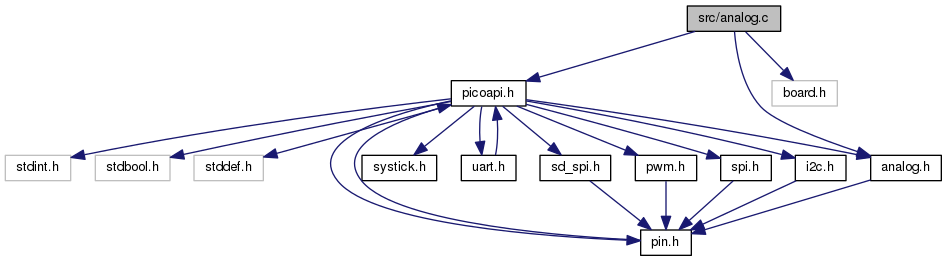 src/analog.c
picoapi.h
board.h
stdint.h
stdbool.h
stddef.h
systick.h
uart.h
sd_spi.h
pwm.h
spi.h
i2c.h
analog.h
pin.h